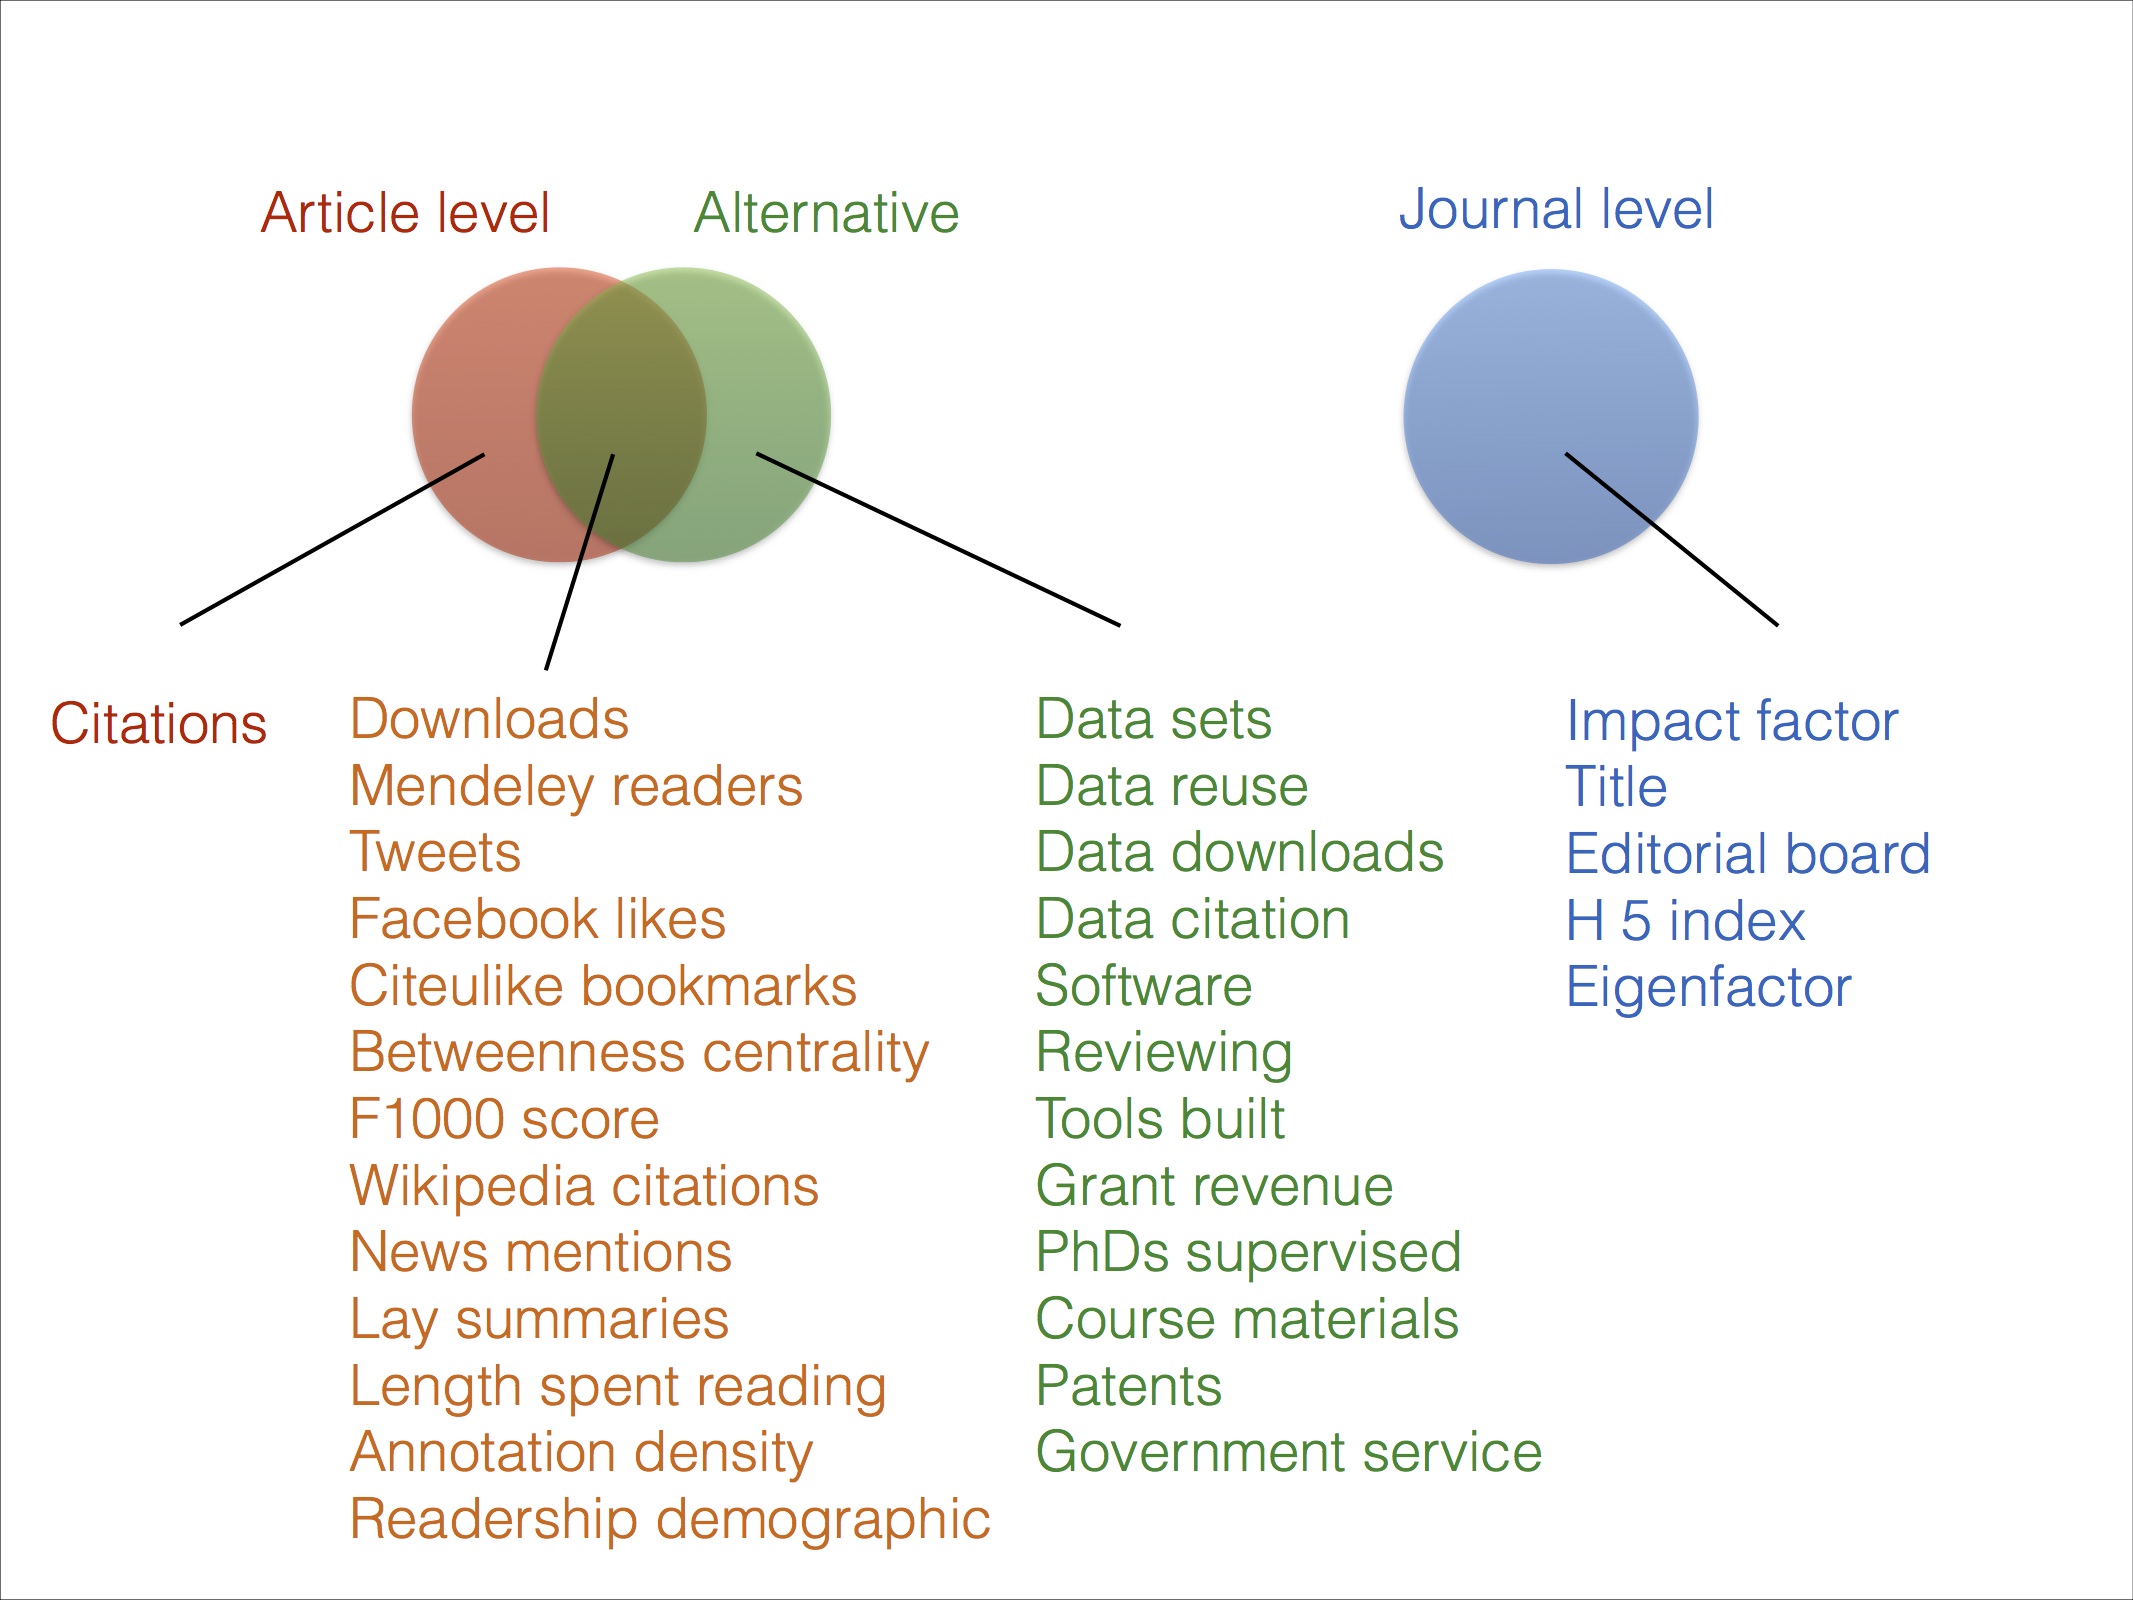 Article level
Alternative
Journal level
Citations
Downloads
Mendeley readers
Tweets
Facebook likes
Citeulike bookmarks
Betweenness centrality
F1000 score
Wikipedia citations
News mentions
Lay summaries
Length spent reading
Annotation density
Readership demographic
Data sets
Data reuse
Data downloads
Data citation
Software
Reviewing
Tools built
Grant revenue
PhDs supervised
Course materials
Patents
Government service
Impact factor
Title
Editorial board
H 5 index
Eigenfactor